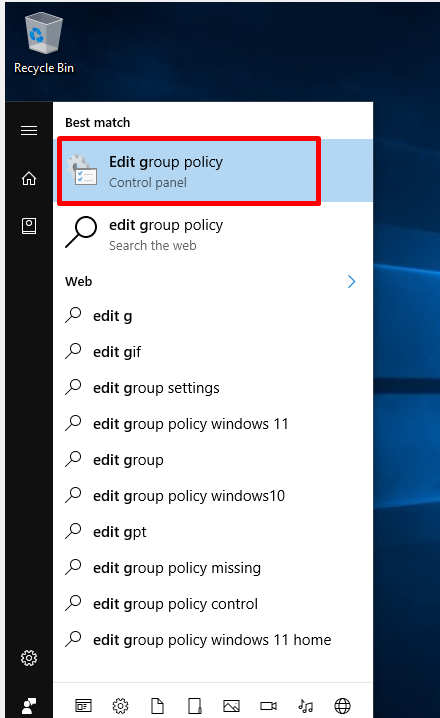 Recycle Bin
Best match
Edit group policy
Control panel
edit group policy
Search the web
Web
edit g
edit gif
edit group settings
edit group policy windows 11
edit group
edit group policy windows10
edit gpt
edit group policy missing
edit group policy control
edit group policy windows 11 home